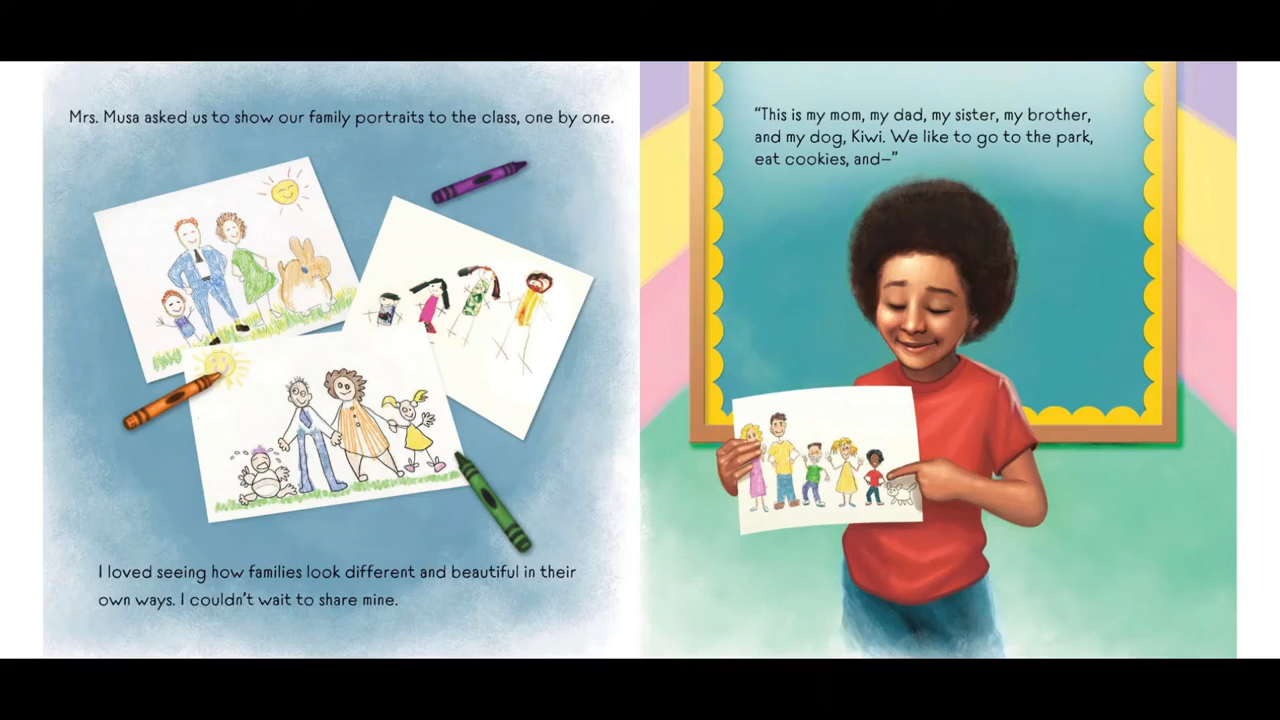 Mrs. Musa asked us to show our family portraits to the class, one by one.
I loved seeing how families look different and beautiful in their
own ways. I couldn't wait to share mine.
“This is my mom, my dad, my sister, my brother,
and my dog, Kiwi. We like to go to the park,
eat cookies, and–”